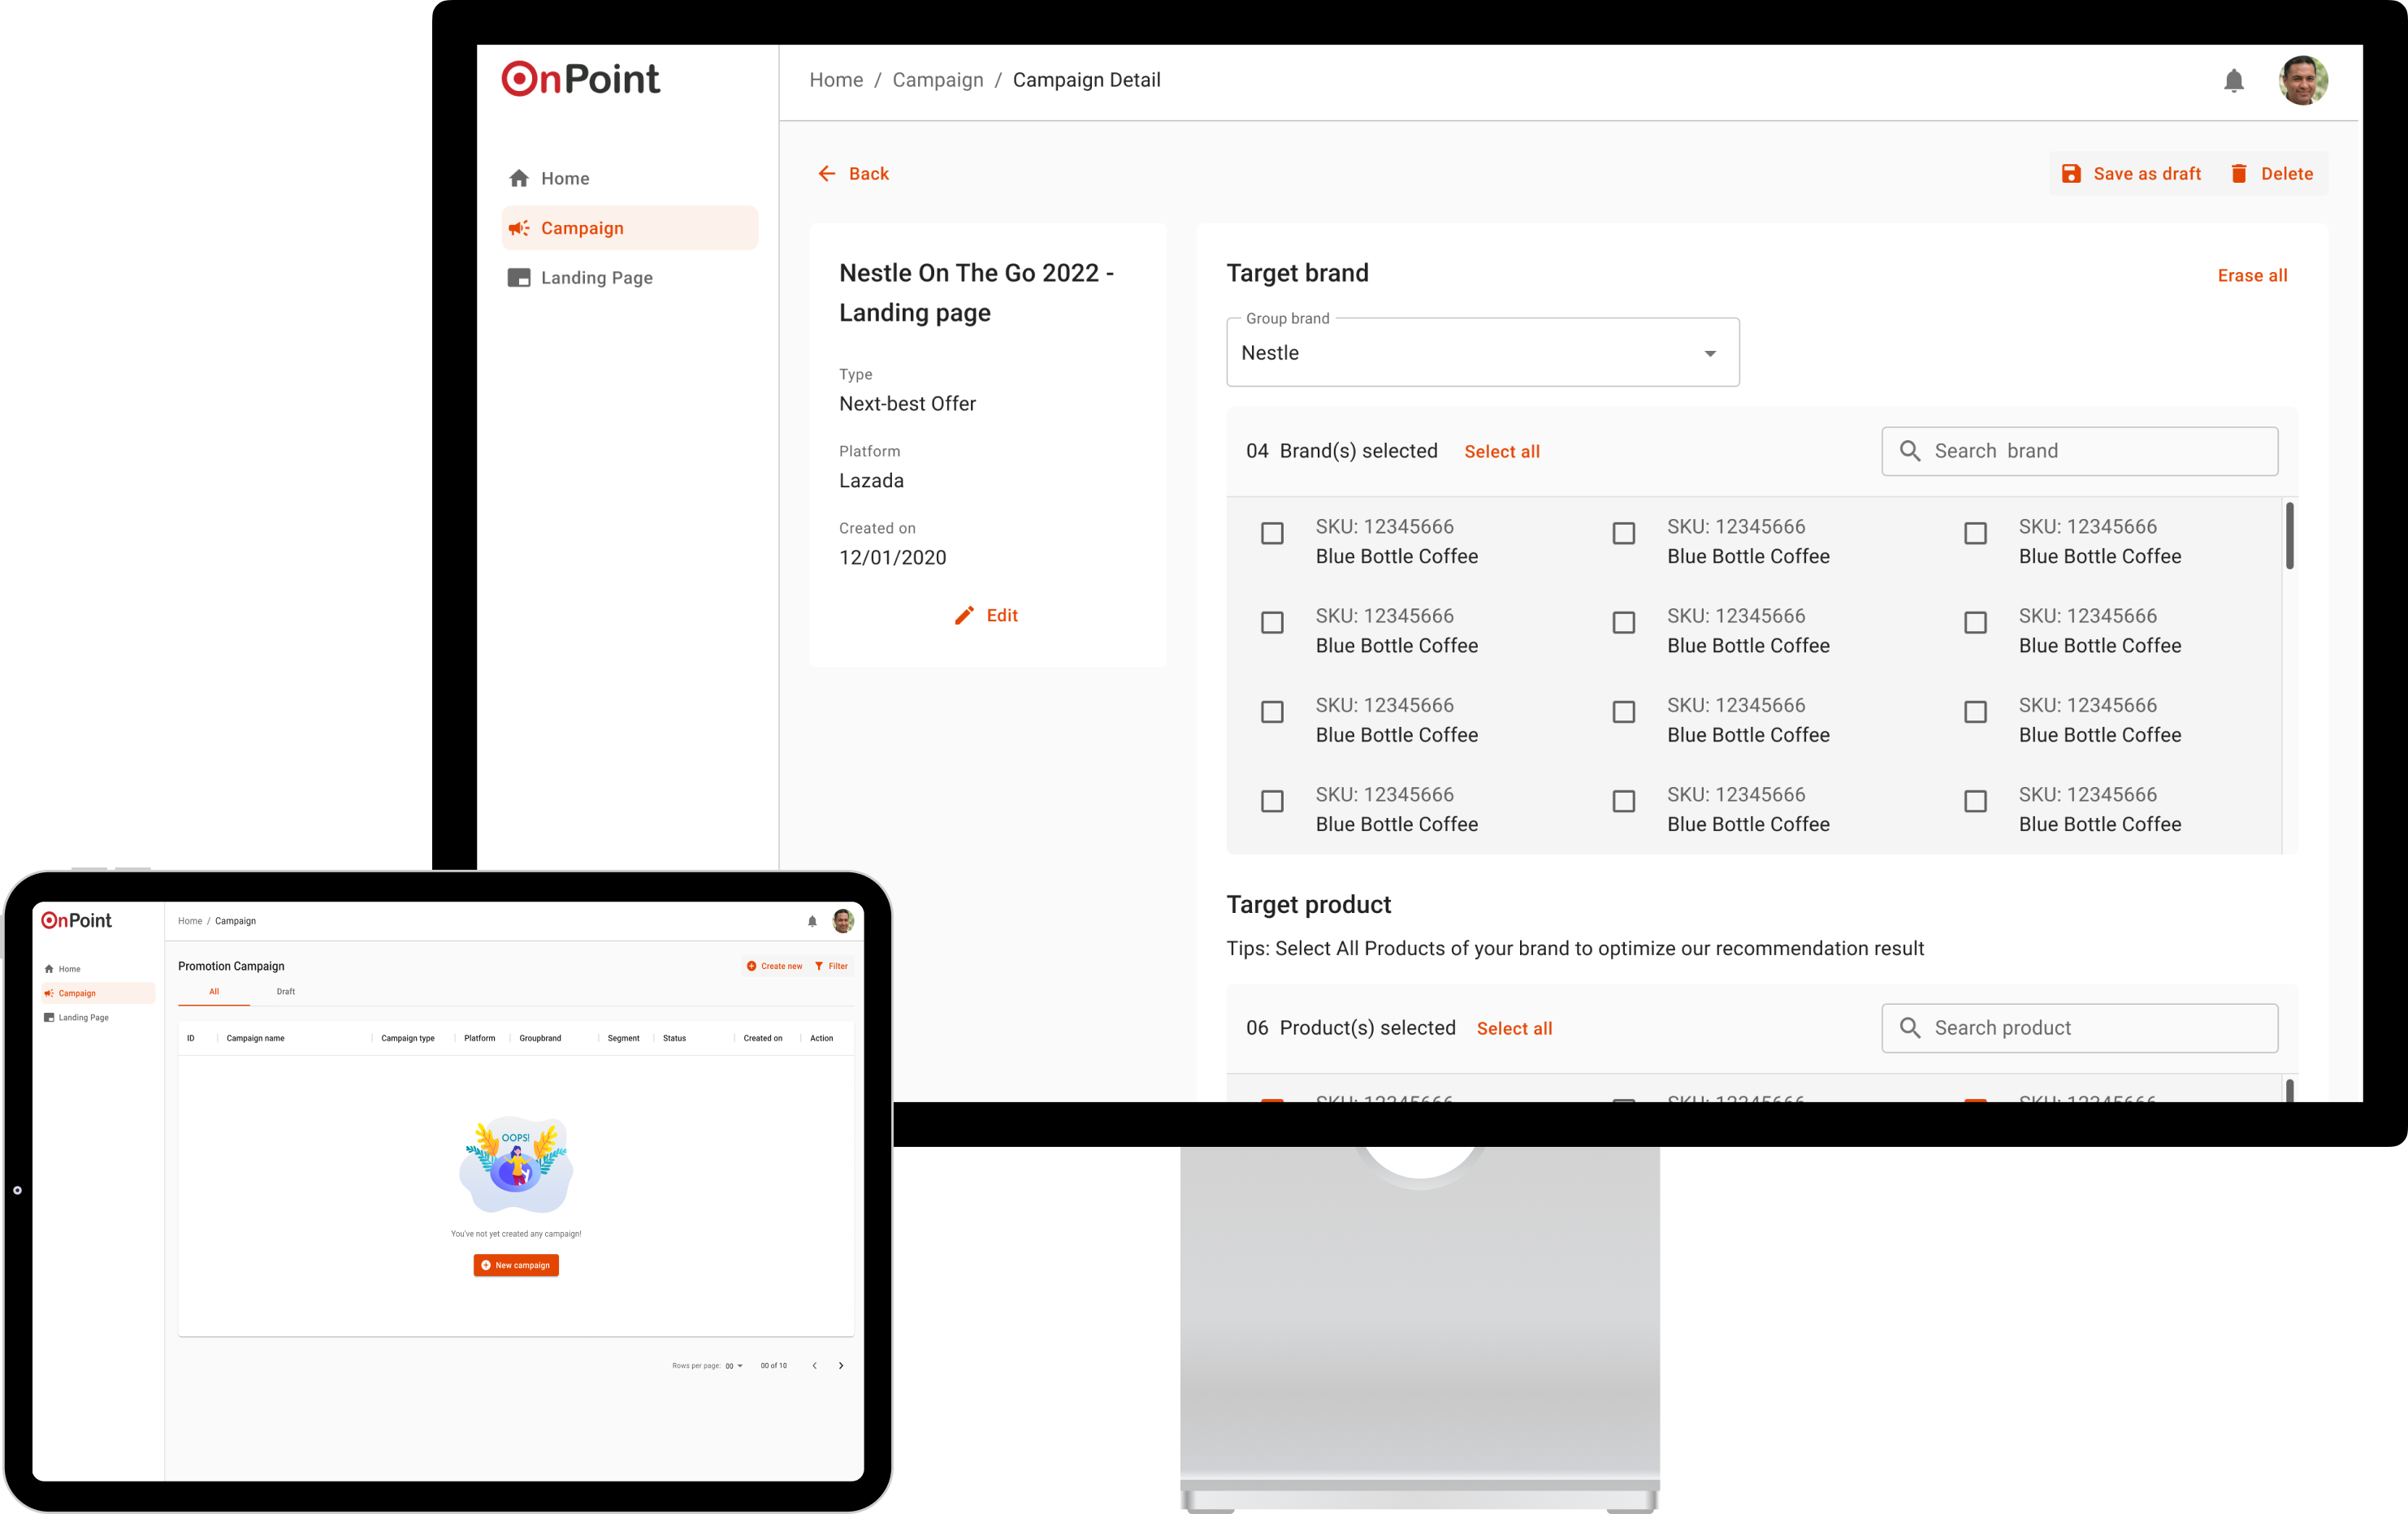 OnPoint
Home / Campaign / Campaign Detail
Home
Campaign
Landing Page
Back
Save as draft
Delete
Nestle On The Go 2022 -
Landing page
Type
Next-best Offer
Platform
Lazada
Created on
12/01/2020
Edit
Target brand
Erase all
Group brand
Nestle
04 Brand(s) selected Select all
Search brand
SKU: 12345666 SKU: 12345666 SKU: 12345666
Blue Bottle Coffee Blue Bottle Coffee Blue Bottle Coffee
SKU: 12345666 SKU: 12345666 SKU: 12345666
Blue Bottle Coffee Blue Bottle Coffee Blue Bottle Coffee
SKU: 12345666 SKU: 12345666 SKU: 12345666
Blue Bottle Coffee Blue Bottle Coffee Blue Bottle Coffee
SKU: 12345666 SKU: 12345666 SKU: 12345666
Blue Bottle Coffee Blue Bottle Coffee Blue Bottle Coffee
Target product
Tips: Select All Products of your brand to optimize our recommendation result
06 Product(s) selected Select all
Search product
SKU: 12345666 SKU: 12345666 SKU: 12345666
OnPoint
Home / Campaign
Home
Campaign
Landing Page
Promotion Campaign
Create new
Filter
All Draft
ID Campaign name Campaign type Platform Groupbrand Segment Status Created on Action
OOPS!
You've not yet created any campaign!
New campaign
Rows per page: 00 00 of 10